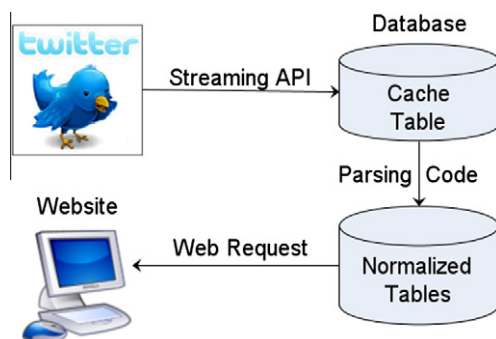 twitter
Database
Streaming API
Cache
Table
Parsing Code
Website
Web Request
Normalized
Tables